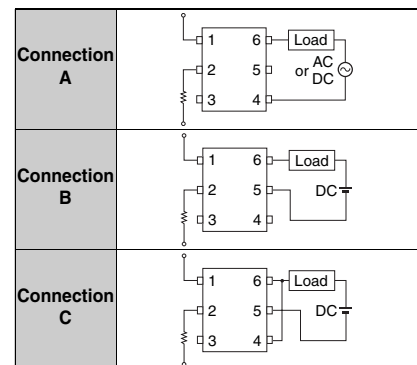 Connection
A
1 6 Load
2 5 or AC
DC
3 4
Connection
B
1 6 Load
2 5 DC
3 4
Connection
C
1 6 Load
2 5 DC
3 4